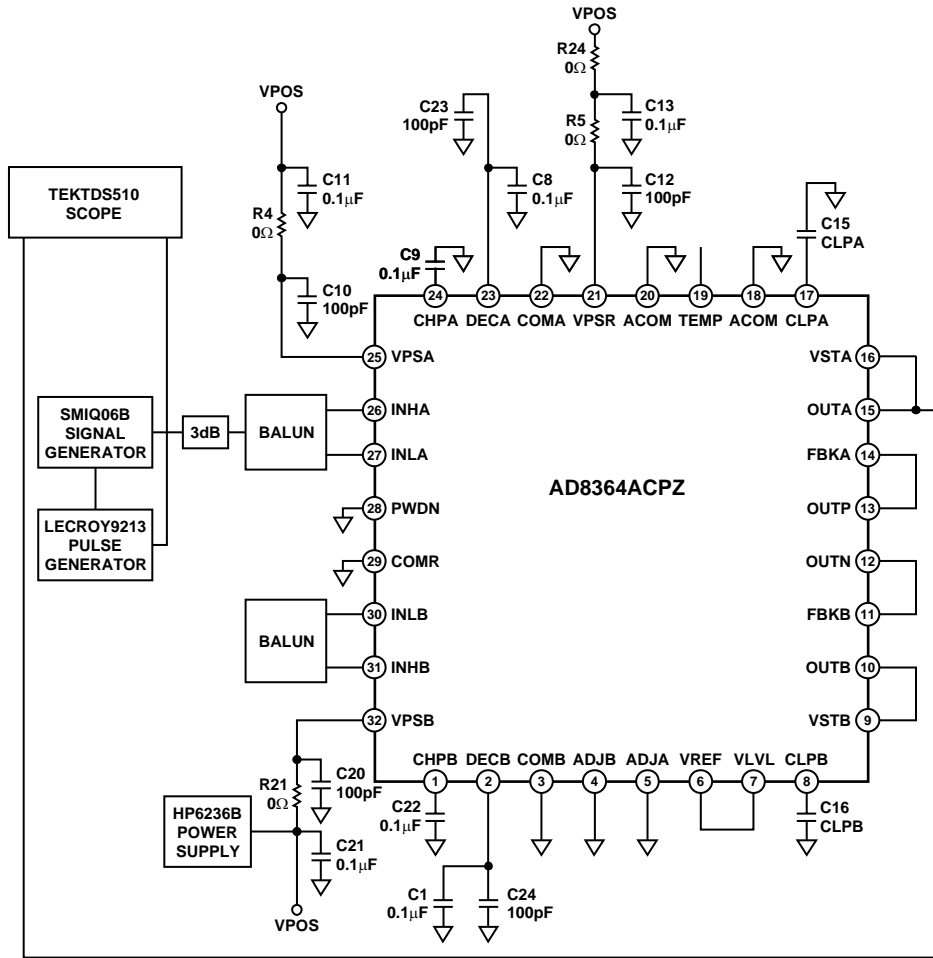 VPOS
R24
0Ω
VPOS
C23
100pF
R5
0Ω
C13
0.1µF
TEKTDS510
SCOPE
C11
0.1µF
C8
0.1µF
C12
100pF
C15
CLPA
R4
0Ω
C9
0.1µF
C10
100pF
24
23
22
21
20
19
18
17
CHPA
DECA
COMA
VPSR
ACOM
TEMP
ACOM
CLPA
25
VPSA
VSTA
16
SMIQ06B
SIGNAL
GENERATOR
3dB
BALUN
26
INHA
OUTA
15
27
INLA
FBKA
14
AD8364ACPZ
LECROY9213
PULSE
GENERATOR
28
PWDN
OUTP
13
29
COMR
OUTN
12
BALUN
30
INLB
FBKB
11
31
INHB
OUTB
10
32
VPSB
VSTB
9
CHPB
DECB
COMB
ADJB
ADJA
VREF
VLVL
CLPB
1
2
3
4
5
6
7
8
R21
0Ω
C20
100pF
C22
0.1µF
C16
CLPB
HP6236B
POWER
SUPPLY
C21
0.1µF
C1
0.1µF
C24
100pF
VPOS